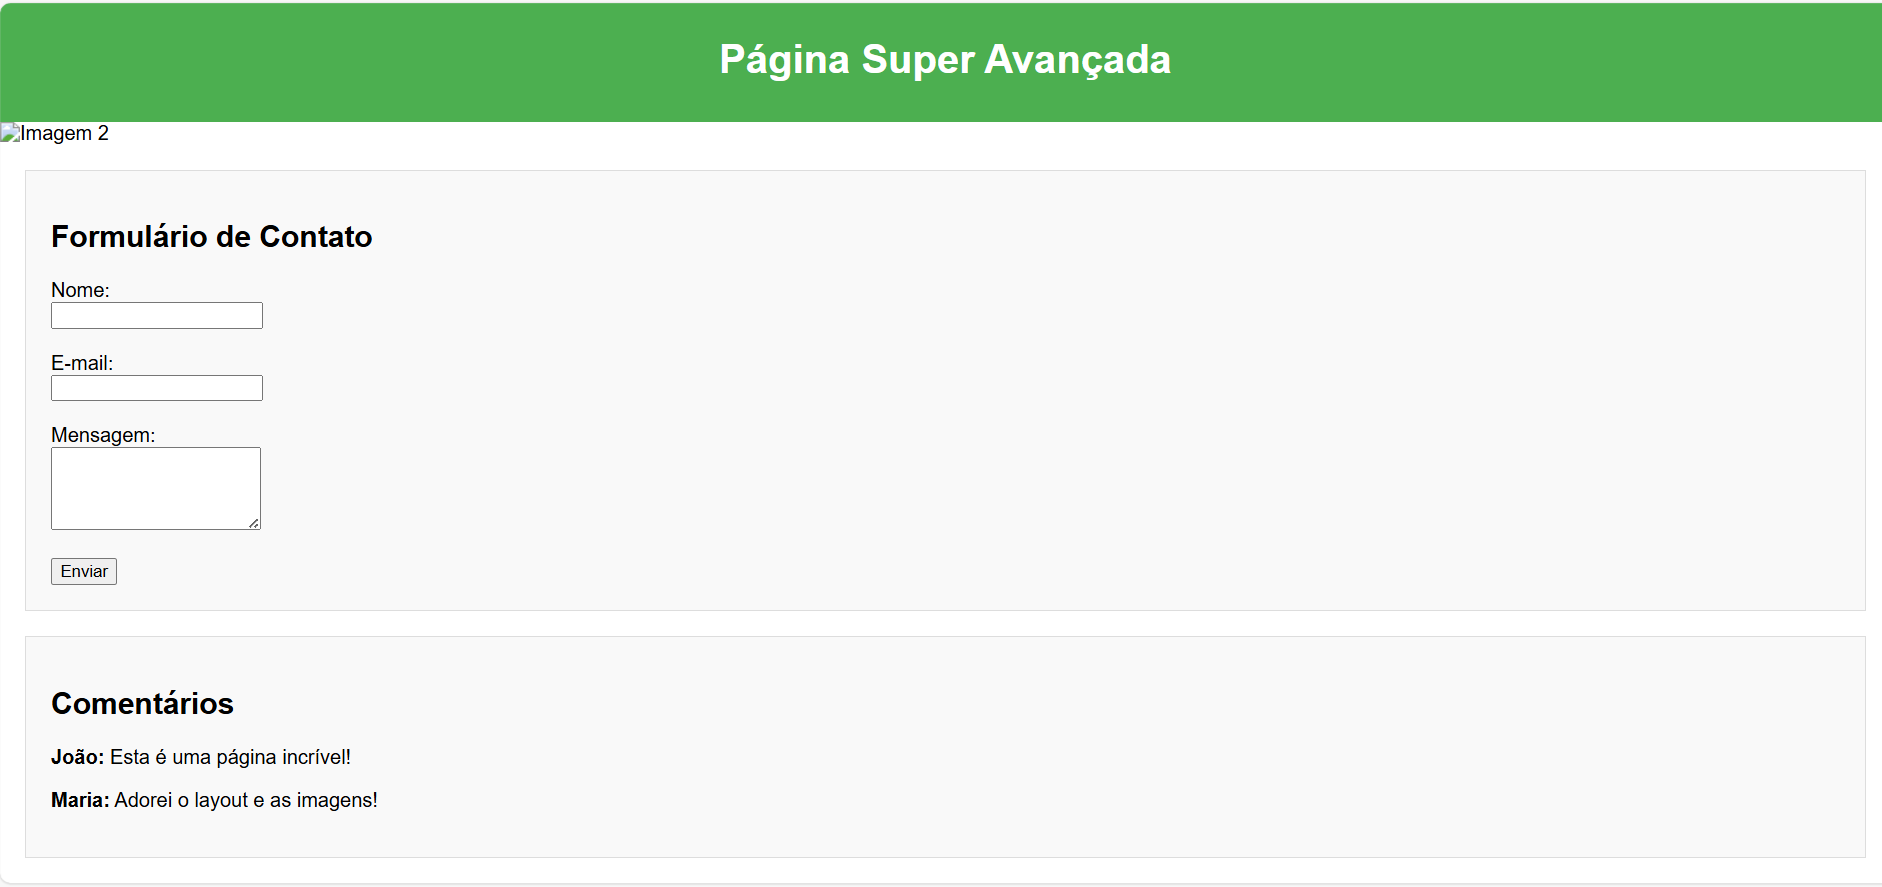 Página Super Avançada
Imagem 2
Formulário de Contato
Nome:
E-mail:
Mensagem:
Enviar
Comentários
João: Esta é uma página incrível!
Maria: Adorei o layout e as imagens!